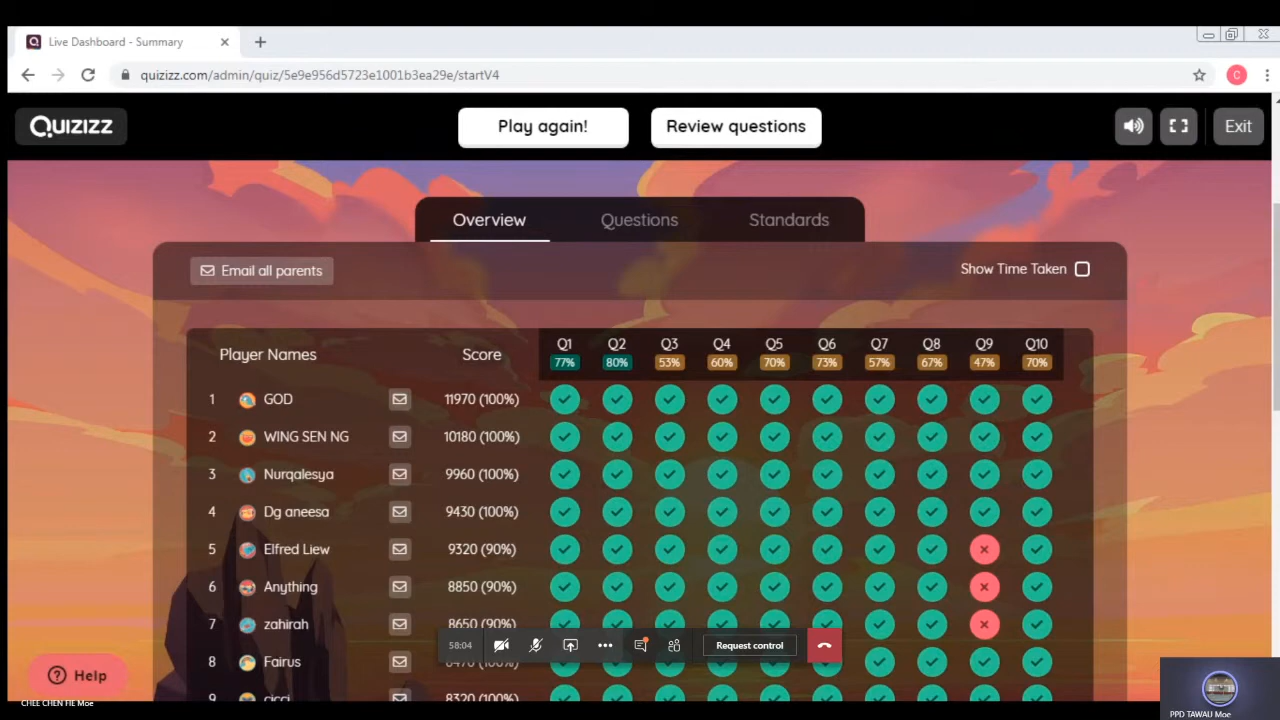 Live Dashboard - Summary
quizizz.com/admin/quiz/5e9e956d5723e1001b3ea29e/startV4
C
QUIZIZZ
Play again!
Review questions
Exit
Overview
Questions
Standards
Email all parents
Show Time Taken
Player Names Score Q1 Q2 Q3 Q4 Q5 Q6 Q7 Q8 Q9 Q10
77% 80% 53% 60% 70% 73% 57% 67% 47% 70%
1 GOD 11970 (100%)
2 WING SEN NG 10180 (100%)
3 Nurqalesya 9960 (100%)
4 Dg aneesa 9430 (100%)
5 Elfred Liew 9320 (90%)
6 Anything 8850 (90%)
7 zahirah 8650 (90%)
58:04 Request control
8 Fairus
9 cicci 8320 (100%)
Help
CHEE CHEN FIE Moe
PPD TAWAU Moe